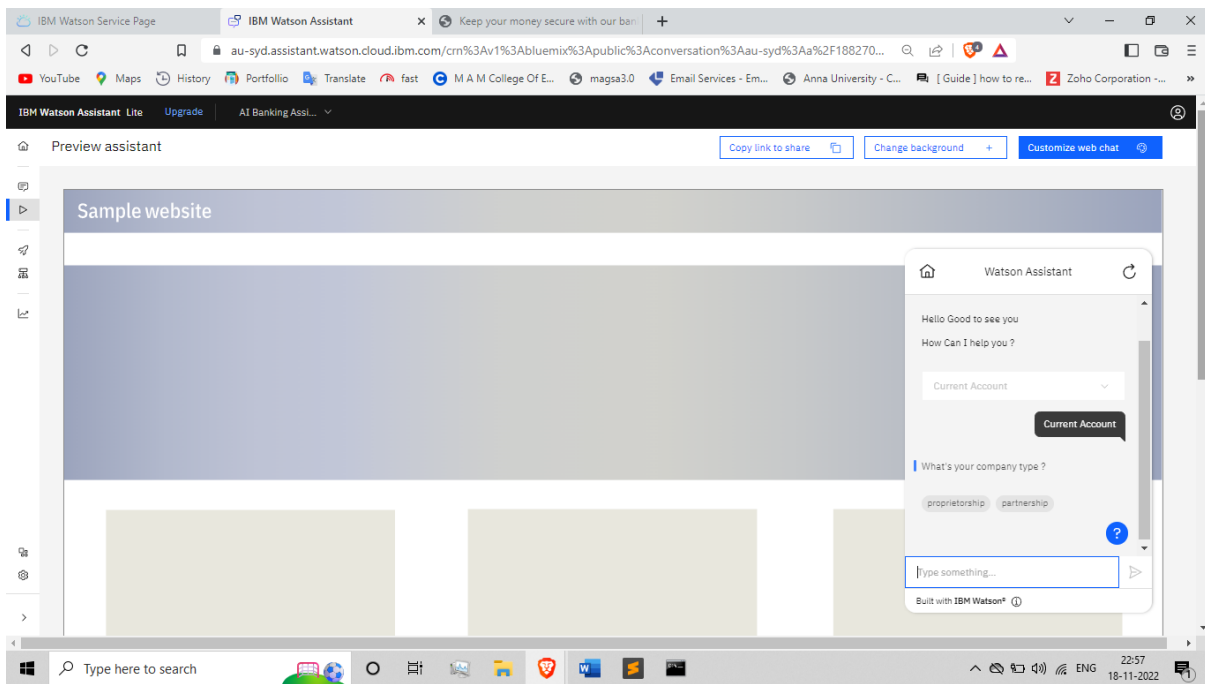 IBM Watson Service Page
IBM Watson Assistant
Keep your money secure with our ban
au-syd.assistant.watson.cloud.ibm.com/crn%3Av1%3Abluemix%3Apublic%3Aconversation%3Aau-syd%3Aa%2F188270...
YouTube Maps History Portfollio Translate fast M A M College Of E... magsa3.0 Email Services - Em... Anna University - C... [ Guide ] how to re... Zoho Corporation -...
IBM Watson Assistant Lite Upgrade AI Banking Assi...
Preview assistant
Copy link to share
Change background +
Customize web chat
Sample website
Watson Assistant
Hello Good to see you
How Can I help you ?
Current Account
Current Account
What's your company type ?
proprietorship partnership
?
Type something...
Built with IBM Watson® ⓘ
Type here to search
ENG
22:57
18-11-2022
1